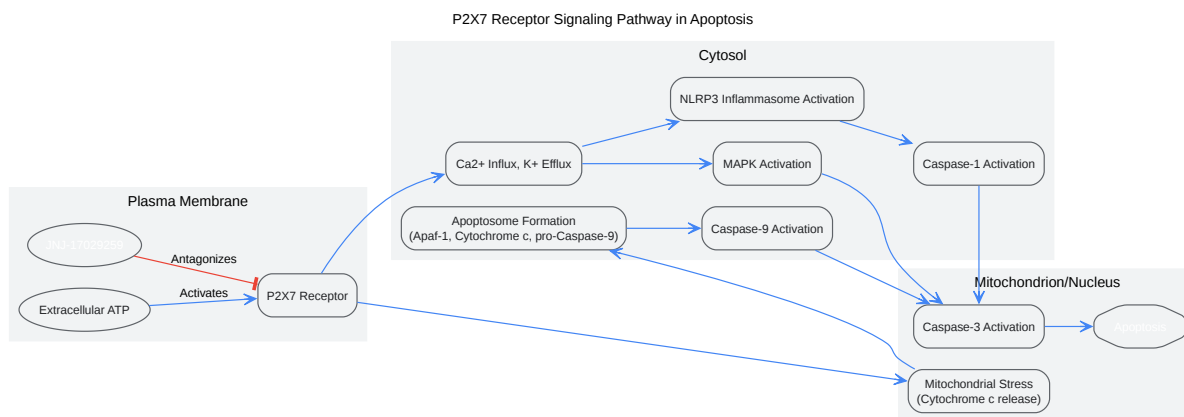 P2X7 Receptor Signaling Pathway in Apoptosis
Cytosol
NLRP3 Inflammasome Activation
Ca2+ Influx, K+ Efflux
MAPK Activation
Caspase-1 Activation
Plasma Membrane
Apoptosome Formation
(Apaf-1, Cytochrome c, pro-Caspase-9)
Caspase-9 Activation
JNJ-17029259
Antagonizes
P2X7 Receptor
Activates
Extracellular ATP
Mitochondrion/Nucleus
Caspase-3 Activation
Apoptosis
Mitochondrial Stress
(Cytochrome c release)